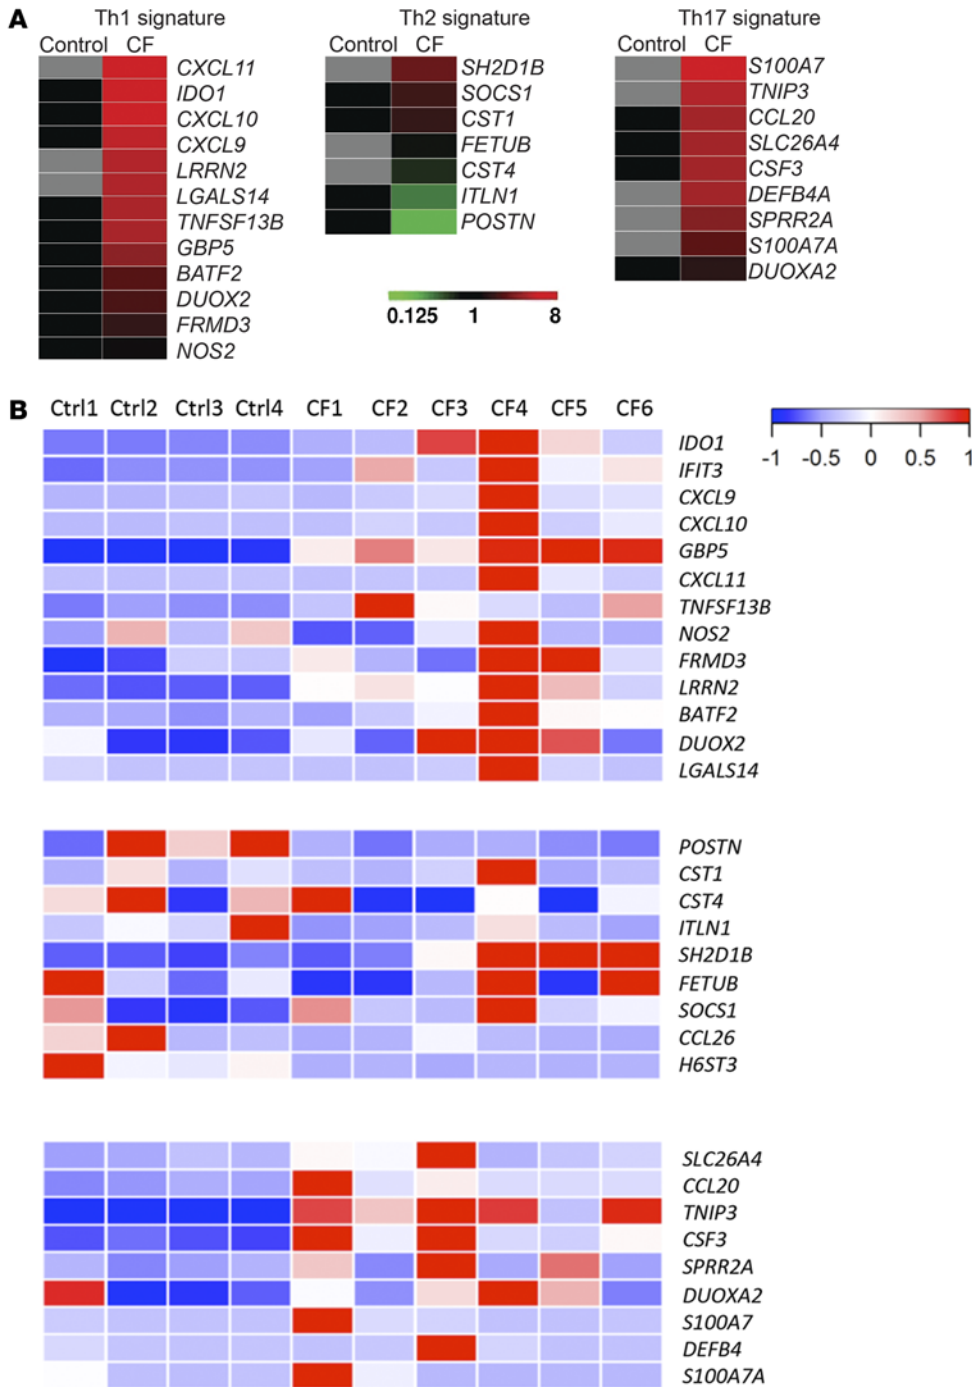 A
Th1 signature
Control CF
CXCL11
IDO1
CXCL10
CXCL9
LRRN2
LGALS14
TNFSF13B
GBP5
BATF2
DUOX2
FRMD3
NOS2
Th2 signature
Control CF
SH2D1B
SOCS1
CST1
FETUB
CST4
ITLN1
POSTN
0.125 1 8
Th17 signature
Control CF
S100A7
TNIP3
CCL20
SLC26A4
CSF3
DEFB4A
SPRR2A
S100A7A
DUOXA2
B
Ctrl1 Ctrl2 Ctrl3 Ctrl4 CF1 CF2 CF3 CF4 CF5 CF6
-1 -0.5 0 0.5 1
IDO1
IFIT3
CXCL9
CXCL10
GBP5
CXCL11
TNFSF13B
NOS2
FRMD3
LRRN2
BATF2
DUOX2
LGALS14
POSTN
CST1
CST4
ITLN1
SH2D1B
FETUB
SOCS1
CCL26
H6ST3
SLC26A4
CCL20
TNIP3
CSF3
SPRR2A
DUOXA2
S100A7
DEFB4
S100A7A